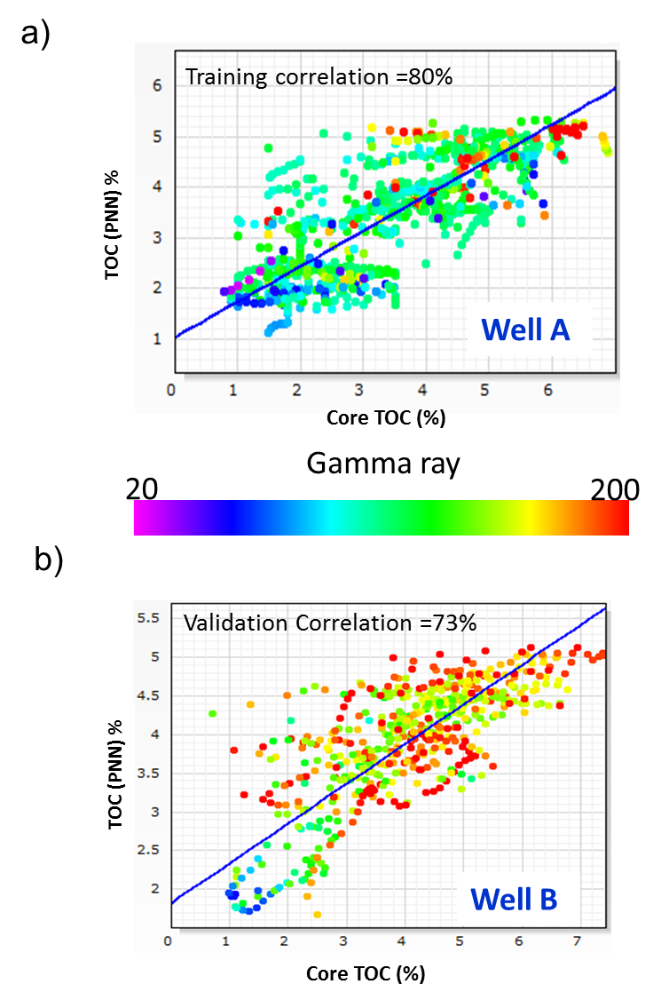 a)
Training correlation =80%
6
5
4
3
2
1
TOC (PNN) %
Well A
0 1 2 3 4 5 6
Core TOC (%)
Gamma ray
20 200
b)
Validation Correlation =73%
5.5
5
4.5
4
3.5
3
2.5
2
TOC (PNN) %
Well B
0 1 2 3 4 5 6 7
Core TOC (%)